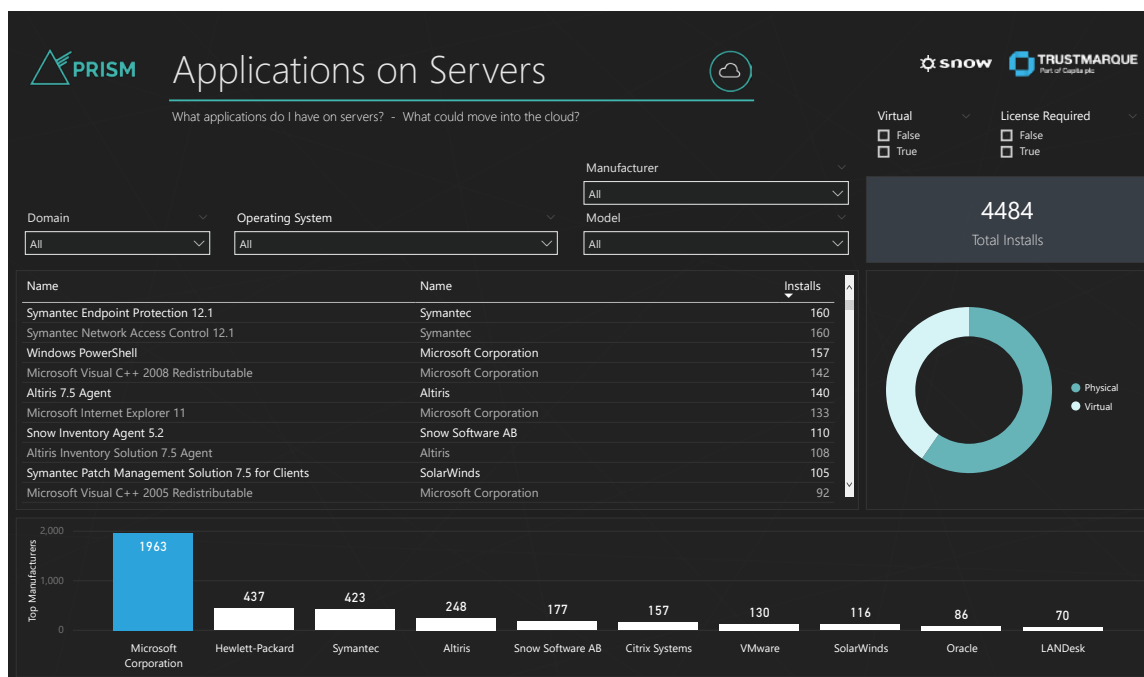 PRISM
Applications on Servers
snow
TRUSTMARQUE
Part of Capita plc
What applications do I have on servers? - What could move into the cloud?
Virtual
False
True
License Required
False
True
Manufacturer
All
Domain
All
Operating System
All
Model
All
4484
Total Installs
Name Name Installs
Symantec Endpoint Protection 12.1 Symantec 160
Symantec Network Access Control 12.1 Symantec 160
Windows PowerShell Microsoft Corporation 157
Microsoft Visual C++ 2008 Redistributable Microsoft Corporation 142
Altiris 7.5 Agent Altiris 140
Microsoft Internet Explorer 11 Microsoft Corporation 133
Snow Inventory Agent 5.2 Snow Software AB 110
Altiris Inventory Solution 7.5 Agent Altiris 108
Symantec Patch Management Solution 7.5 for Clients SolarWinds 105
Microsoft Visual C++ 2005 Redistributable Microsoft Corporation 92
Physical
Virtual
Top Manufacturers
2,000
1,000
0
1963
437
423
248
177
157
130
116
86
70
Microsoft
Corporation
Hewlett-Packard
Symantec
Altiris
Snow Software AB
Citrix Systems
VMware
SolarWinds
Oracle
LANDesk